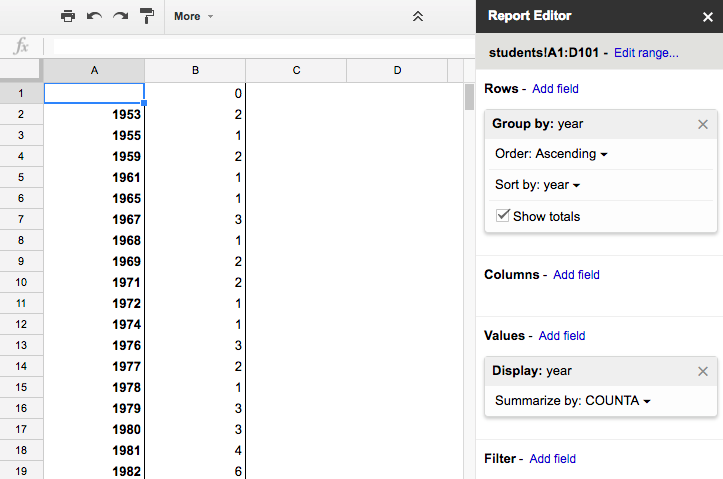 More
Report Editor
students!A1:D101 - Edit range...
fx
A B C D
1 0
2 1953 2
3 1955 1
4 1959 2
5 1961 1
6 1965 1
7 1967 3
8 1968 1
9 1969 2
10 1971 2
11 1972 1
12 1974 1
13 1976 3
14 1977 2
15 1978 1
16 1979 3
17 1980 3
18 1981 4
19 1982 6
Rows - Add field
Group by: year
Order: Ascending
Sort by: year
Show totals
Columns - Add field
Values - Add field
Display: year
Summarize by: COUNTA
Filter - Add field